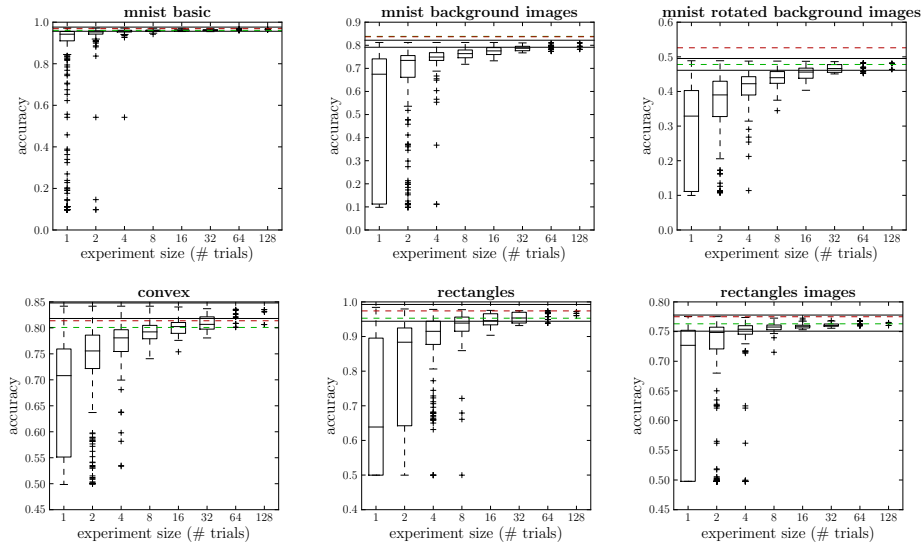 mnist basic
1.0
0.8
0.6
0.4
0.2
0.0
accuracy
1 2 4 8 16 32 64 128
experiment size (# trials)
mnist background images
1.0
0.9
0.8
0.7
0.6
0.5
0.4
0.3
0.2
0.1
0.0
accuracy
1 2 4 8 16 32 64 128
experiment size (# trials)
mnist rotated background images
0.6
0.5
0.4
0.3
0.2
0.1
0.0
accuracy
1 2 4 8 16 32 64 128
experiment size (# trials)
convex
0.85
0.80
0.75
0.70
0.65
0.60
0.55
0.50
0.45
accuracy
1 2 4 8 16 32 64 128
experiment size (# trials)
rectangles
1.0
0.9
0.8
0.7
0.6
0.5
0.4
accuracy
1 2 4 8 16 32 64 128
experiment size (# trials)
rectangles images
0.80
0.75
0.70
0.65
0.60
0.55
0.50
0.45
accuracy
1 2 4 8 16 32 64 128
experiment size (# trials)